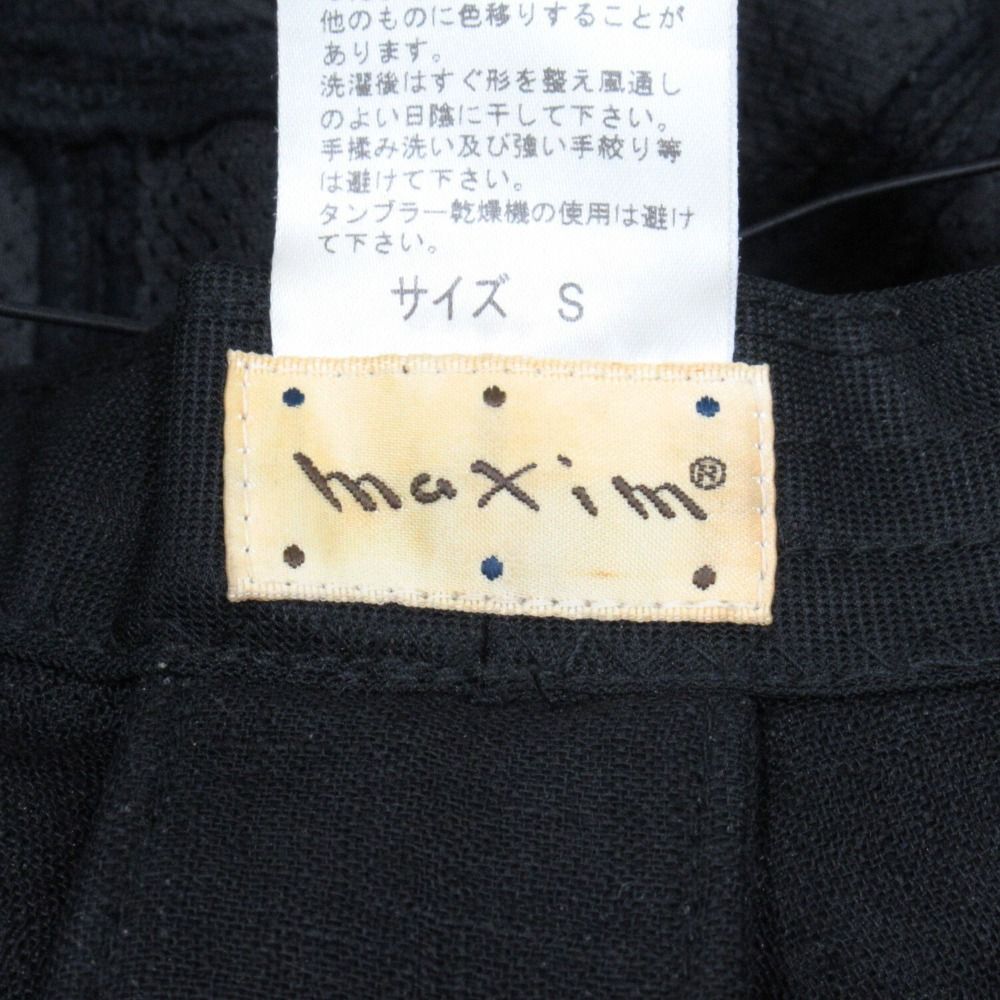 他のものに色移りすることが
あります。
洗濯後はすぐ形を整え風通し
のよい日陰に干して下さい。
手揉み洗い及び強い手絞り等
は避けて下さい。
タンブラー乾燥機の使用は避け
て下さい。
サイズ S
maxim®